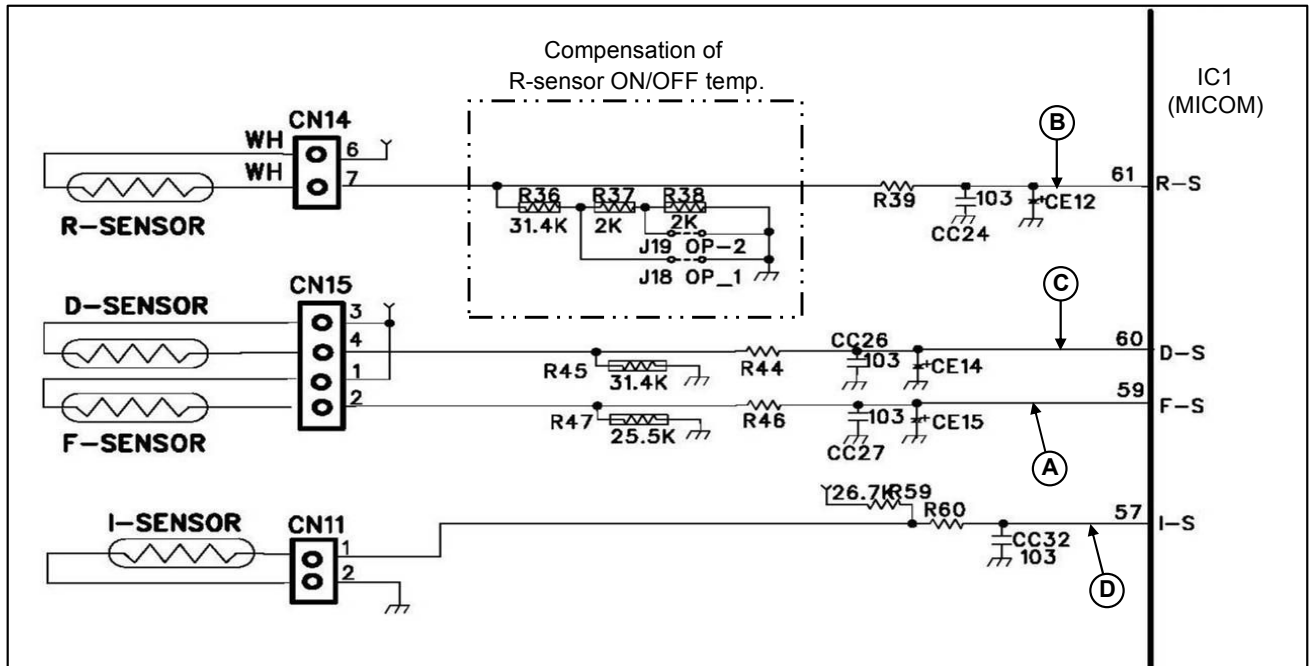 Compensation of
R-sensor ON/OFF temp.
IC1
(MICOM)
CN14
WH
6
B
WH
7
61
R-S
R36
R37
R38
R39
103
CE12
R-SENSOR
31.4K
2K
2K
CC24
J19 OP-2
J18 OP_1
CN15
D-SENSOR
3
C
4
CC26
60
D-S
R45
31.4K
R44
103
CE14
1
59
2
F-S
R47
25.5K
R46
103
CE15
F-SENSOR
CC27
A
26.7K
R59
I-SENSOR
CN11
R60
57
I-S
1
CC32
103
2
D